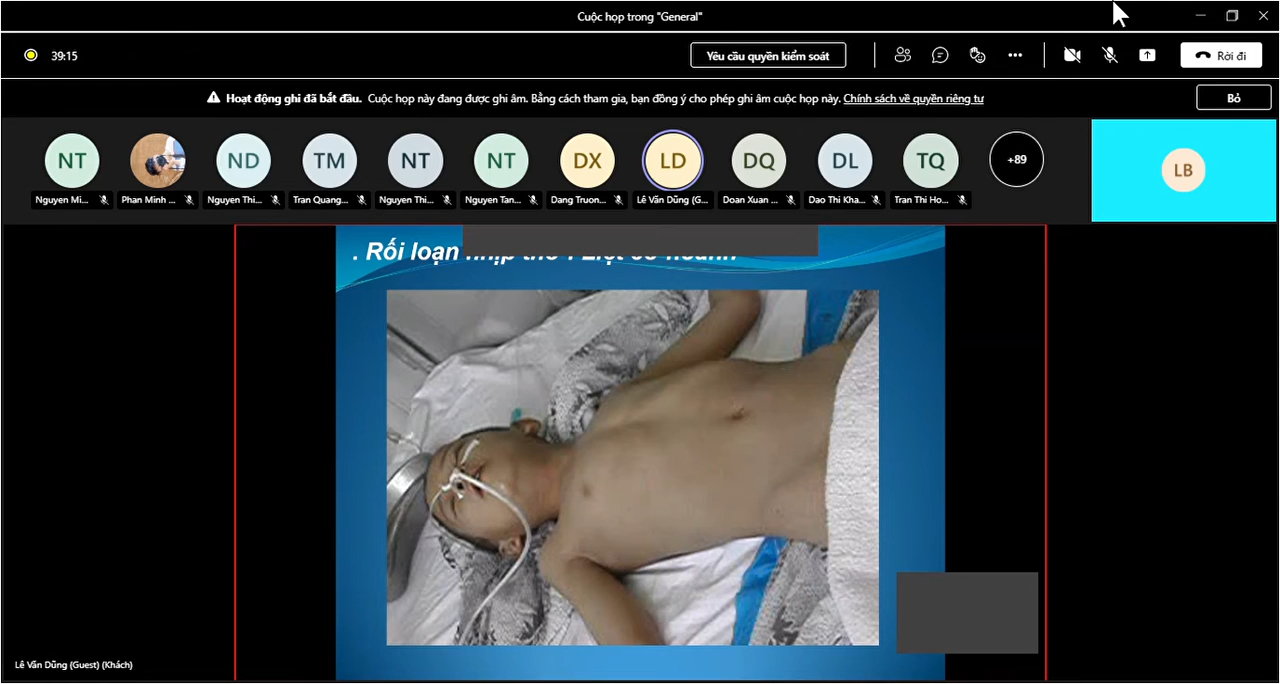 Cuộc họp trong "General"
39:15
Yêu cầu quyền kiểm soát
Rời đi
Hoạt động ghi đã bắt đầu. Cuộc họp này đang được ghi âm. Bằng cách tham gia, bạn đồng ý cho phép ghi âm cuộc họp này. Chính sách về quyền riêng tư
Bỏ
NT ND TM NT NT DX LD DQ DL TQ +89
LB
Nguyen Mi... Phan Minh ... Nguyen Thi... Tran Quang... Nguyen Thi... Nguyen Tan... Dang Truon... Lê Văn Dũng (G... Doan Xuan ... Dao Thi Kha... Tran Thi Ho...
. Rối loạn
Lê Văn Dũng (Guest) (Khách)